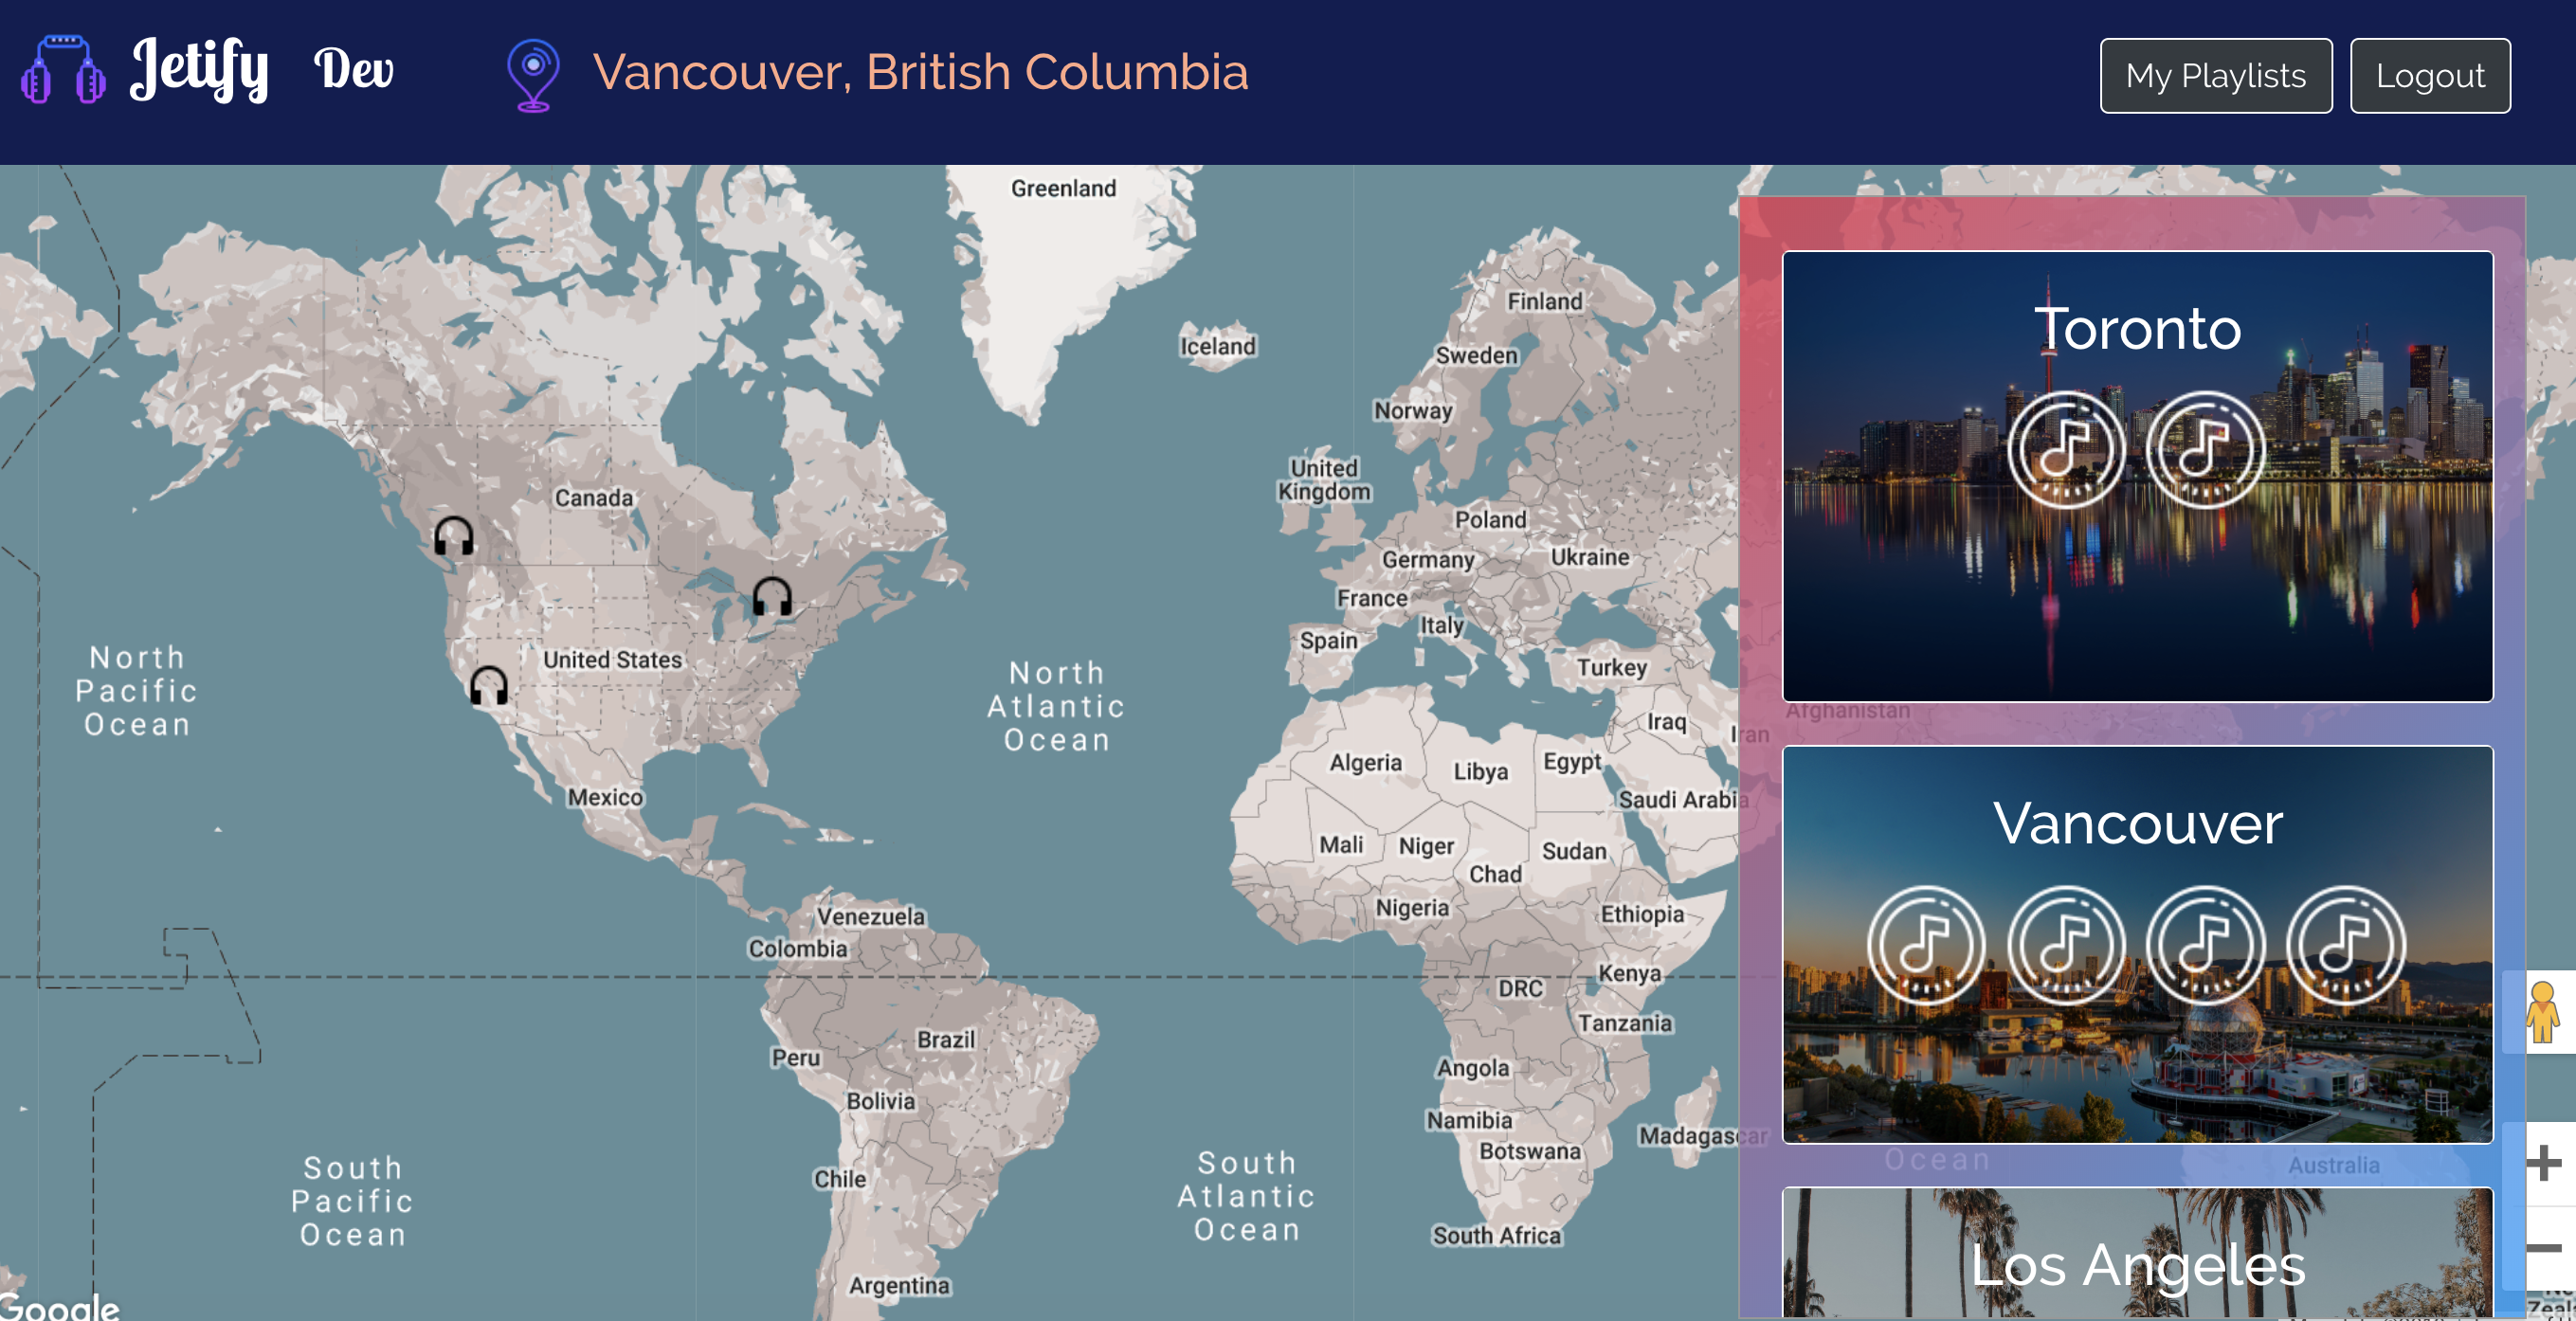 Jetify
Dev
Vancouver, British Columbia
My Playlists
Logout
Greenland
Finland
Iceland
Sweden
Norway
Canada
United
Kingdom
Poland
Germany
Ukraine
France
Italy
Spain
United States
Turkey
North
Pacific
Ocean
North
Atlantic
Ocean
Iraq
Iran
Afghanistan
Algeria
Libya
Egypt
Mexico
Saudi Arabia
Mali
Niger
Sudan
Chad
Nigeria
Ethiopia
Venezuela
Colombia
Kenya
DRC
Tanzania
Brazil
Peru
Angola
Bolivia
Namibia
Madagascar
Botswana
South
Pacific
Ocean
South
Atlantic
Ocean
Chile
South Africa
Argentina
Google
Toronto
Vancouver
Ocean
Australia
Los Angeles